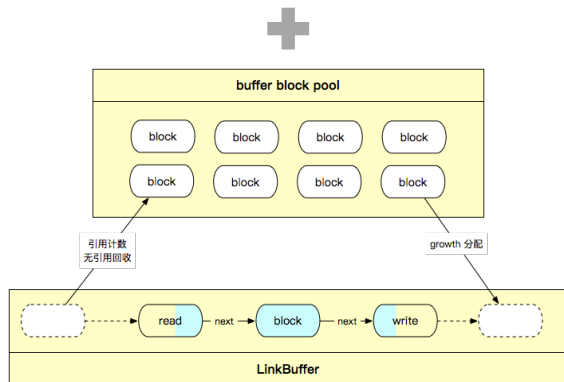 buffer block pool
block
block
block
block
block
block
block
block
引用计数
无引用回收
growth 分配
read
next
block
next
write
LinkBuffer